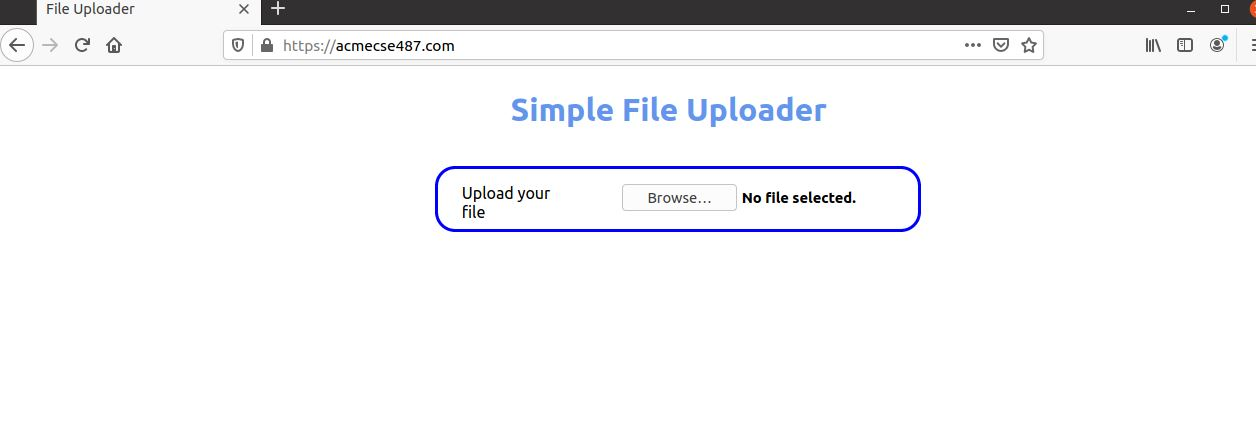 File Uploader
https://acmecse487.com
Simple File Uploader
Upload your
file
Browse...
No file selected.